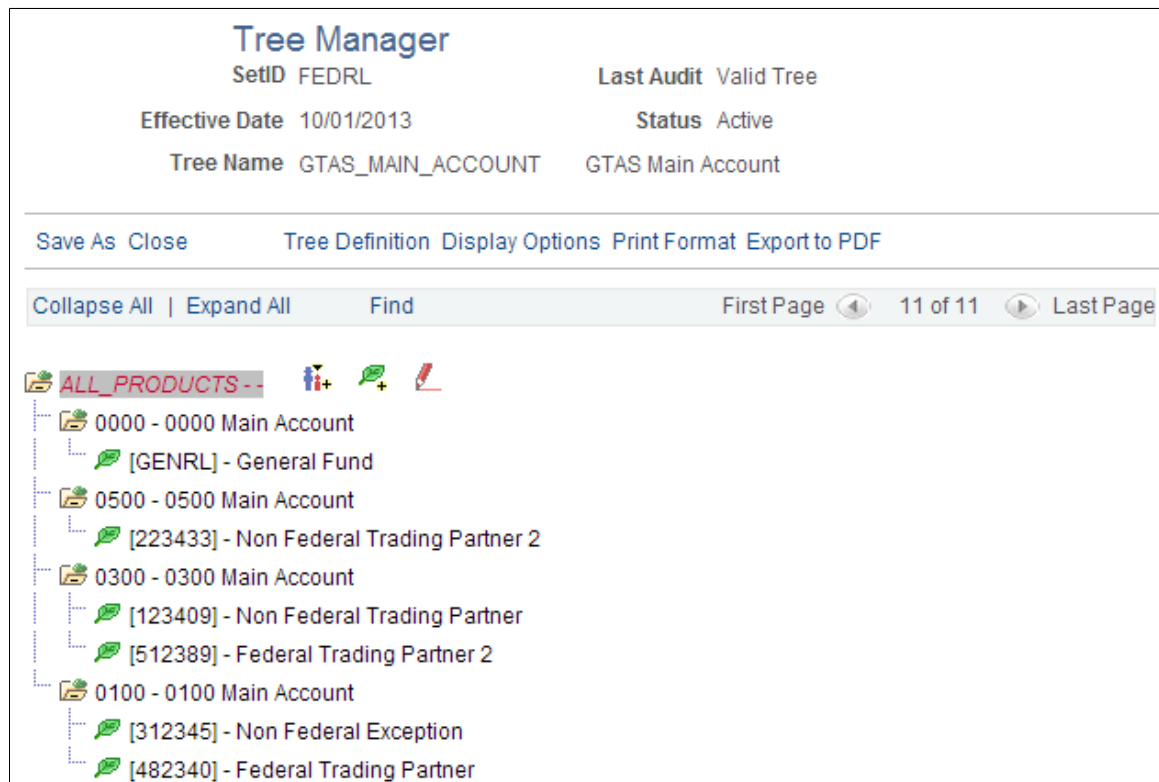 Tree Manager
SetID FEDRL Last Audit Valid Tree
Effective Date 10/01/2013 Status Active
Tree Name GTAS_MAIN_ACCOUNT GTAS Main Account
Save As Close Tree Definition Display Options Print Format Export to PDF
Collapse All | Expand All Find First Page 11 of 11 Last Page
ALL_PRODUCTS - -
0000 - 0000 Main Account
[GENRL] - General Fund
0500 - 0500 Main Account
[223433] - Non Federal Trading Partner 2
0300 - 0300 Main Account
[123409] - Non Federal Trading Partner
[512389] - Federal Trading Partner 2
0100 - 0100 Main Account
[312345] - Non Federal Exception
[482340] - Federal Trading Partner